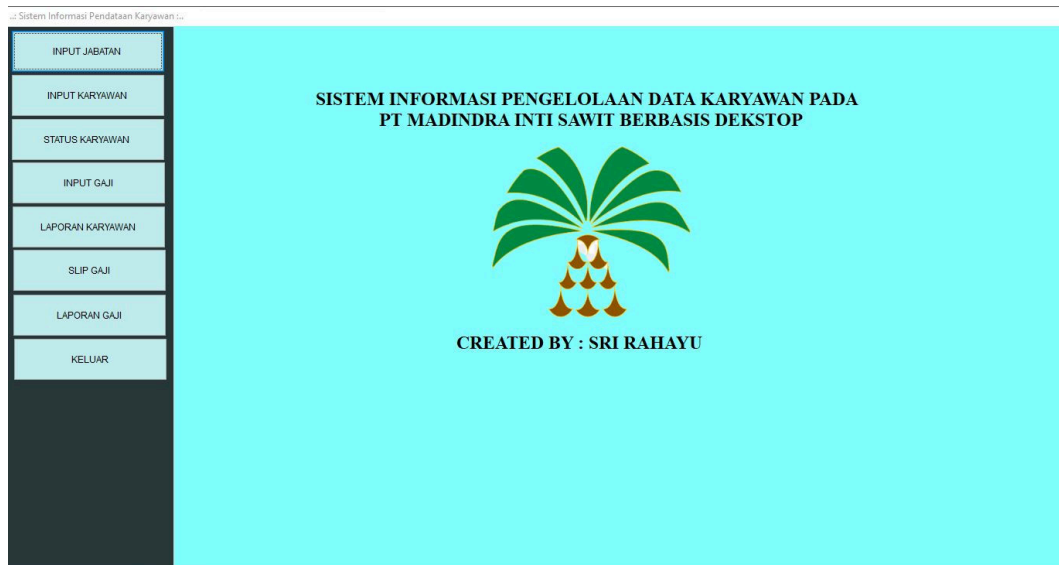 ..: Sistem Informasi Pendataan Karyawan :..
INPUT JABATAN
INPUT KARYAWAN
STATUS KARYAWAN
INPUT GAJI
LAPORAN KARYAWAN
SLIP GAJI
LAPORAN GAJI
KELUAR
SISTEM INFORMASI PENGELOLAAN DATA KARYAWAN PADA
PT MADINDRA INTI SAWIT BERBASIS DEKSTOP
CREATED BY : SRI RAHAYU